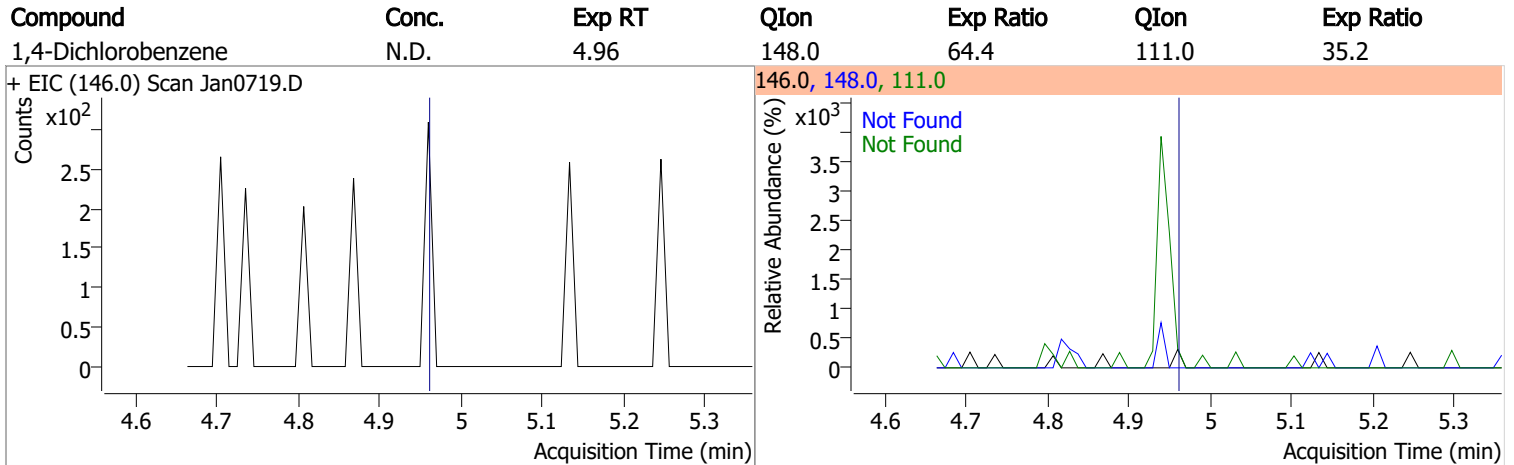 Compound Conc. Exp RT QIon Exp Ratio QIon Exp Ratio
1,4-Dichlorobenzene N.D. 4.96 148.0 64.4 111.0 35.2
+ EIC (146.0) Scan Jan0719.D
Counts
x10²
2.5
2
1.5
1
0.5
0
4.6 4.7 4.8 4.9 5 5.1 5.2 5.3
Acquisition Time (min)
146.0, 148.0, 111.0
Relative Abundance (%)
x10³
Not Found
Not Found
3.5
3
2.5
2
1.5
1
0.5
0
4.6 4.7 4.8 4.9 5 5.1 5.2 5.3
Acquisition Time (min)